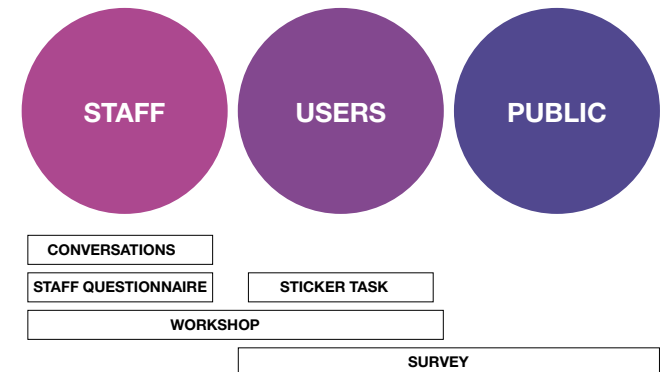 STAFF
USERS
PUBLIC
CONVERSATIONS
STAFF QUESTIONNAIRE
STICKER TASK
WORKSHOP
SURVEY